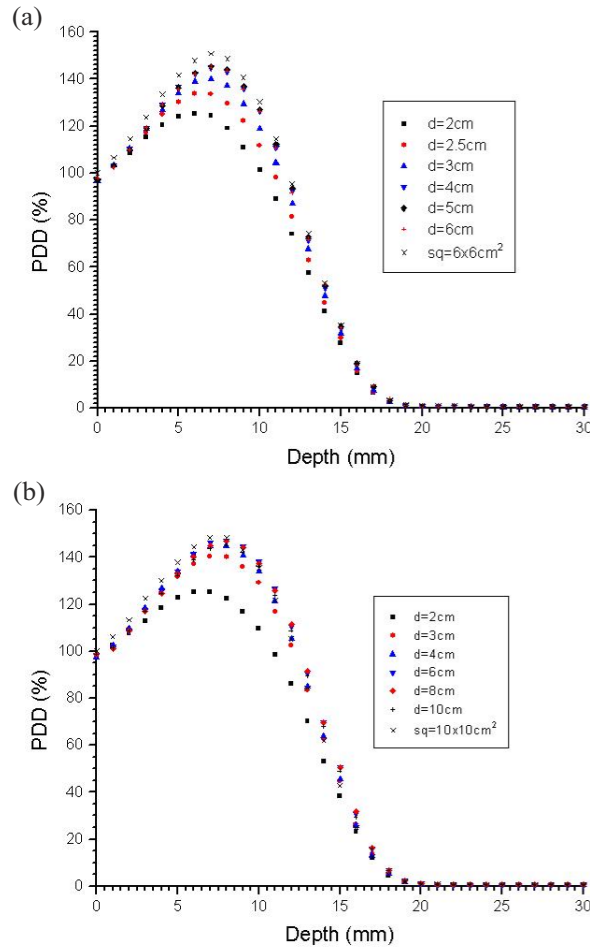 (a)
160
140
120
100
80
60
40
20
0
PDD (%)
d=2cm
d=2.5cm
d=3cm
d=4cm
d=5cm
d=6cm
sq=6x6cm²
0 5 10 15 20 25 30
Depth (mm)
(b)
160
140
120
100
80
60
40
20
0
PDD (%)
d=2cm
d=3cm
d=4cm
d=6cm
d=8cm
d=10cm
sq=10x10cm²
0 5 10 15 20 25 30
Depth (mm)